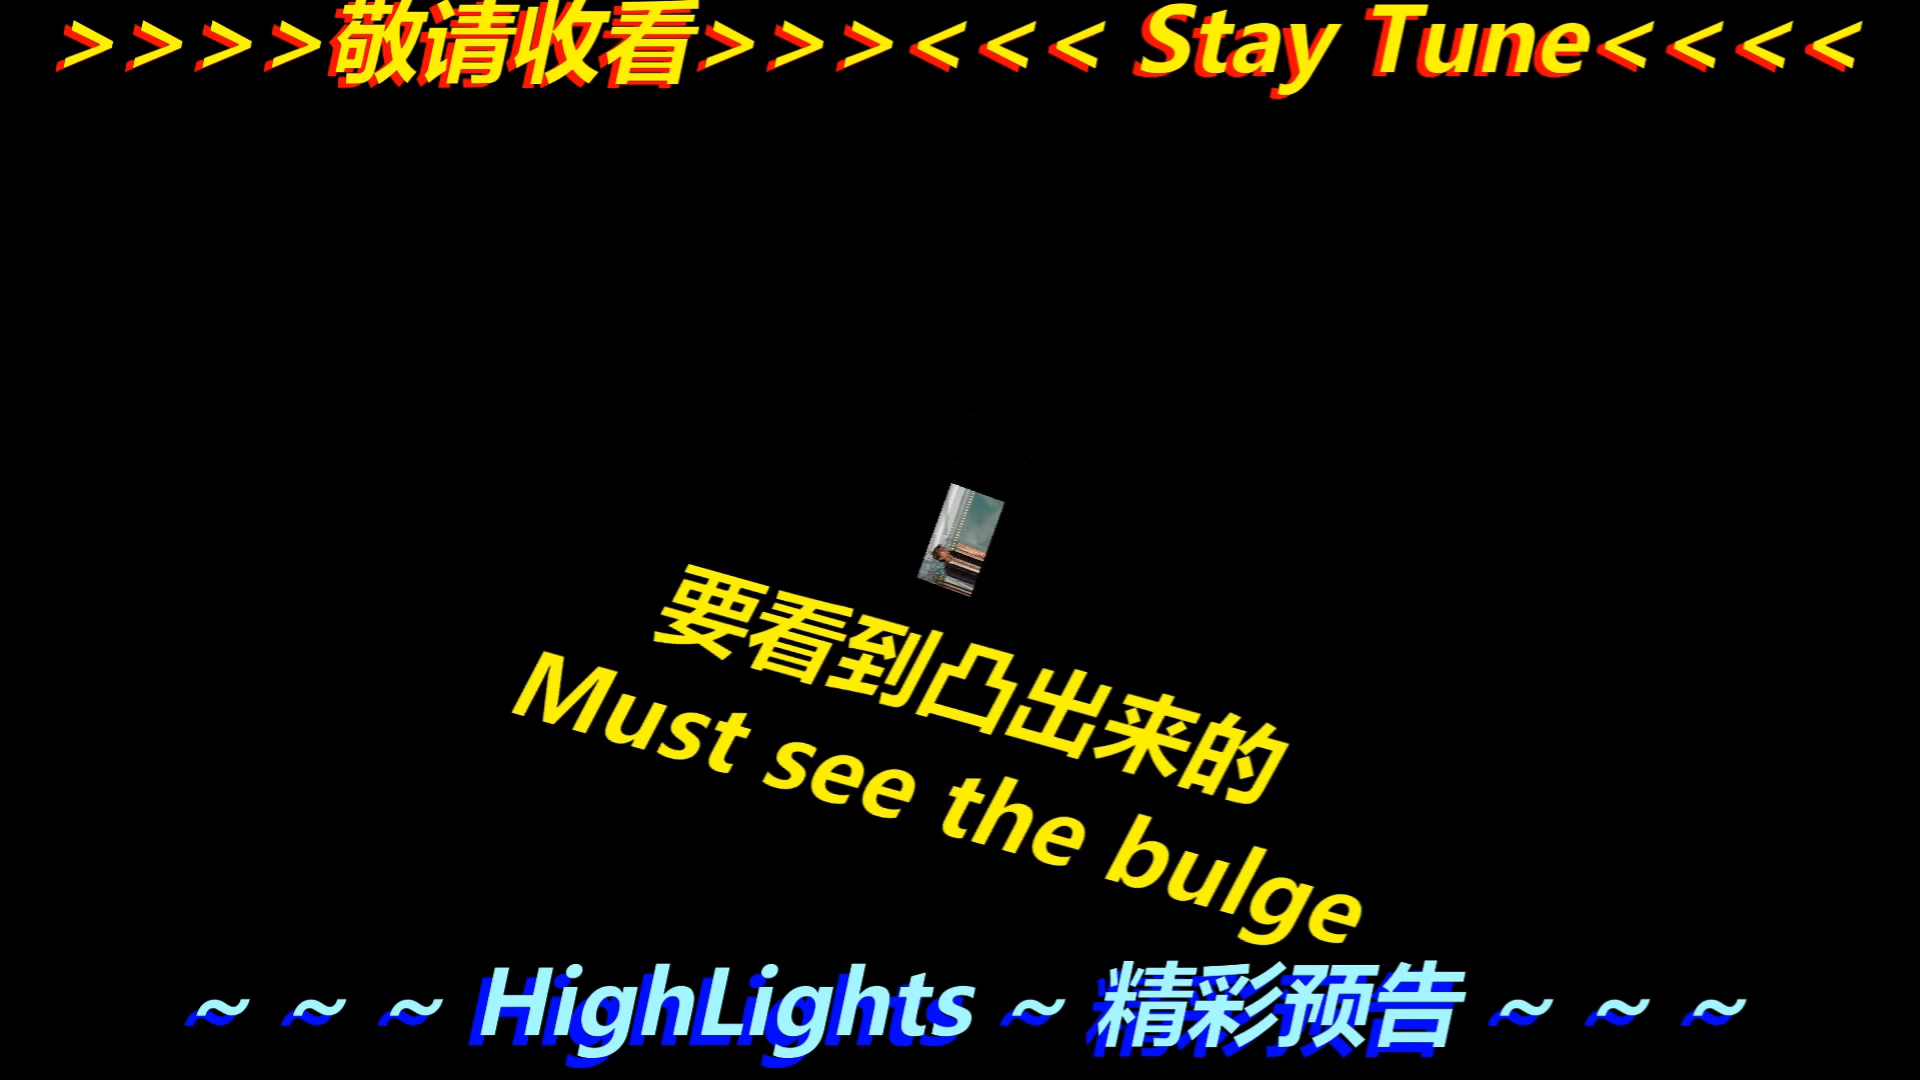 >>>>敬请收看>>><<< Stay Tune<<<<
要看到凸出来的
Must see the bulge
~ ~ ~ HighLights ~ 精彩预告 ~ ~ ~